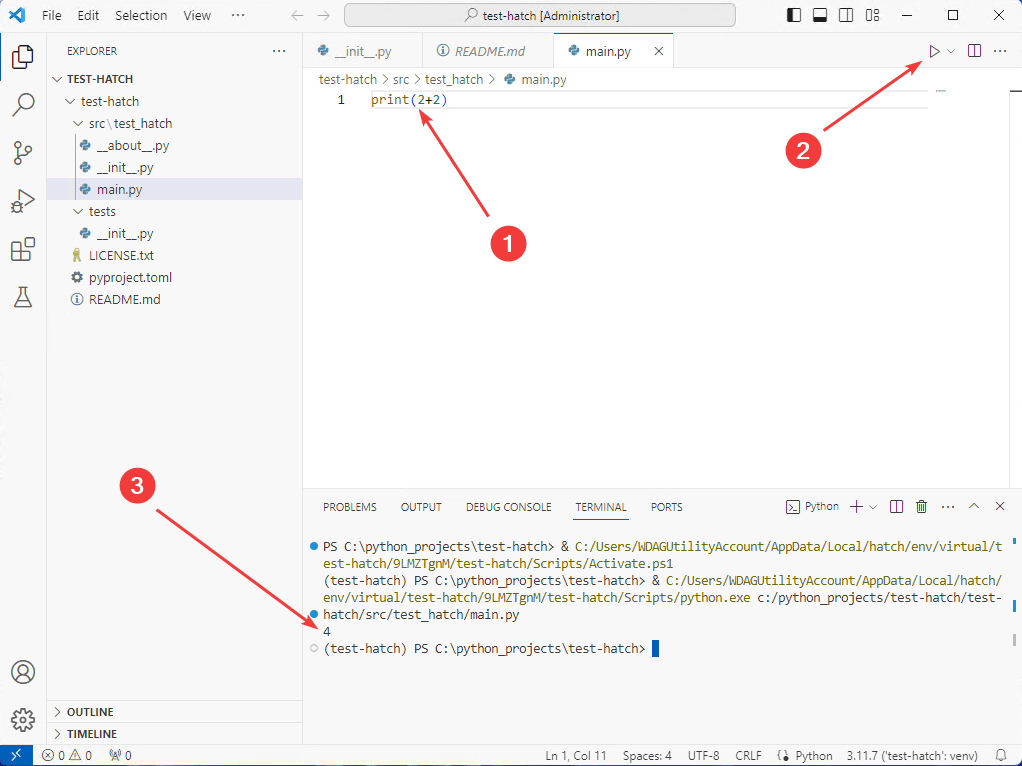 File Edit Selection View ··· test-hatch [Administrator]
EXPLORER ···
TEST-HATCH
test-hatch
src\test_hatch
__about__.py
__init__.py
main.py
tests
__init__.py
LICENSE.txt
pyproject.toml
README.md
OUTLINE
TIMELINE
__init__.py README.md main.py
test-hatch > src > test_hatch > main.py
1 print(2+2)
1
2
3
PROBLEMS OUTPUT DEBUG CONSOLE TERMINAL PORTS Python
PS C:\python_projects\test-hatch> & C:/Users/WDAGUtilityAccount/AppData/Local/hatch/env/virtual/t
est-hatch/9LMZTgnM/test-hatch/Scripts/Activate.ps1
(test-hatch) PS C:\python_projects\test-hatch> & C:/Users/WDAGUtilityAccount/AppData/Local/hatch/
env/virtual/test-hatch/9LMZTgnM/test-hatch/Scripts/python.exe c:/python_projects/test-hatch/test-
hatch/src/test_hatch/main.py
4
(test-hatch) PS C:\python_projects\test-hatch>
0 0 0 Ln 1, Col 11 Spaces: 4 UTF-8 CRLF Python 3.11.7 ('test-hatch': venv)